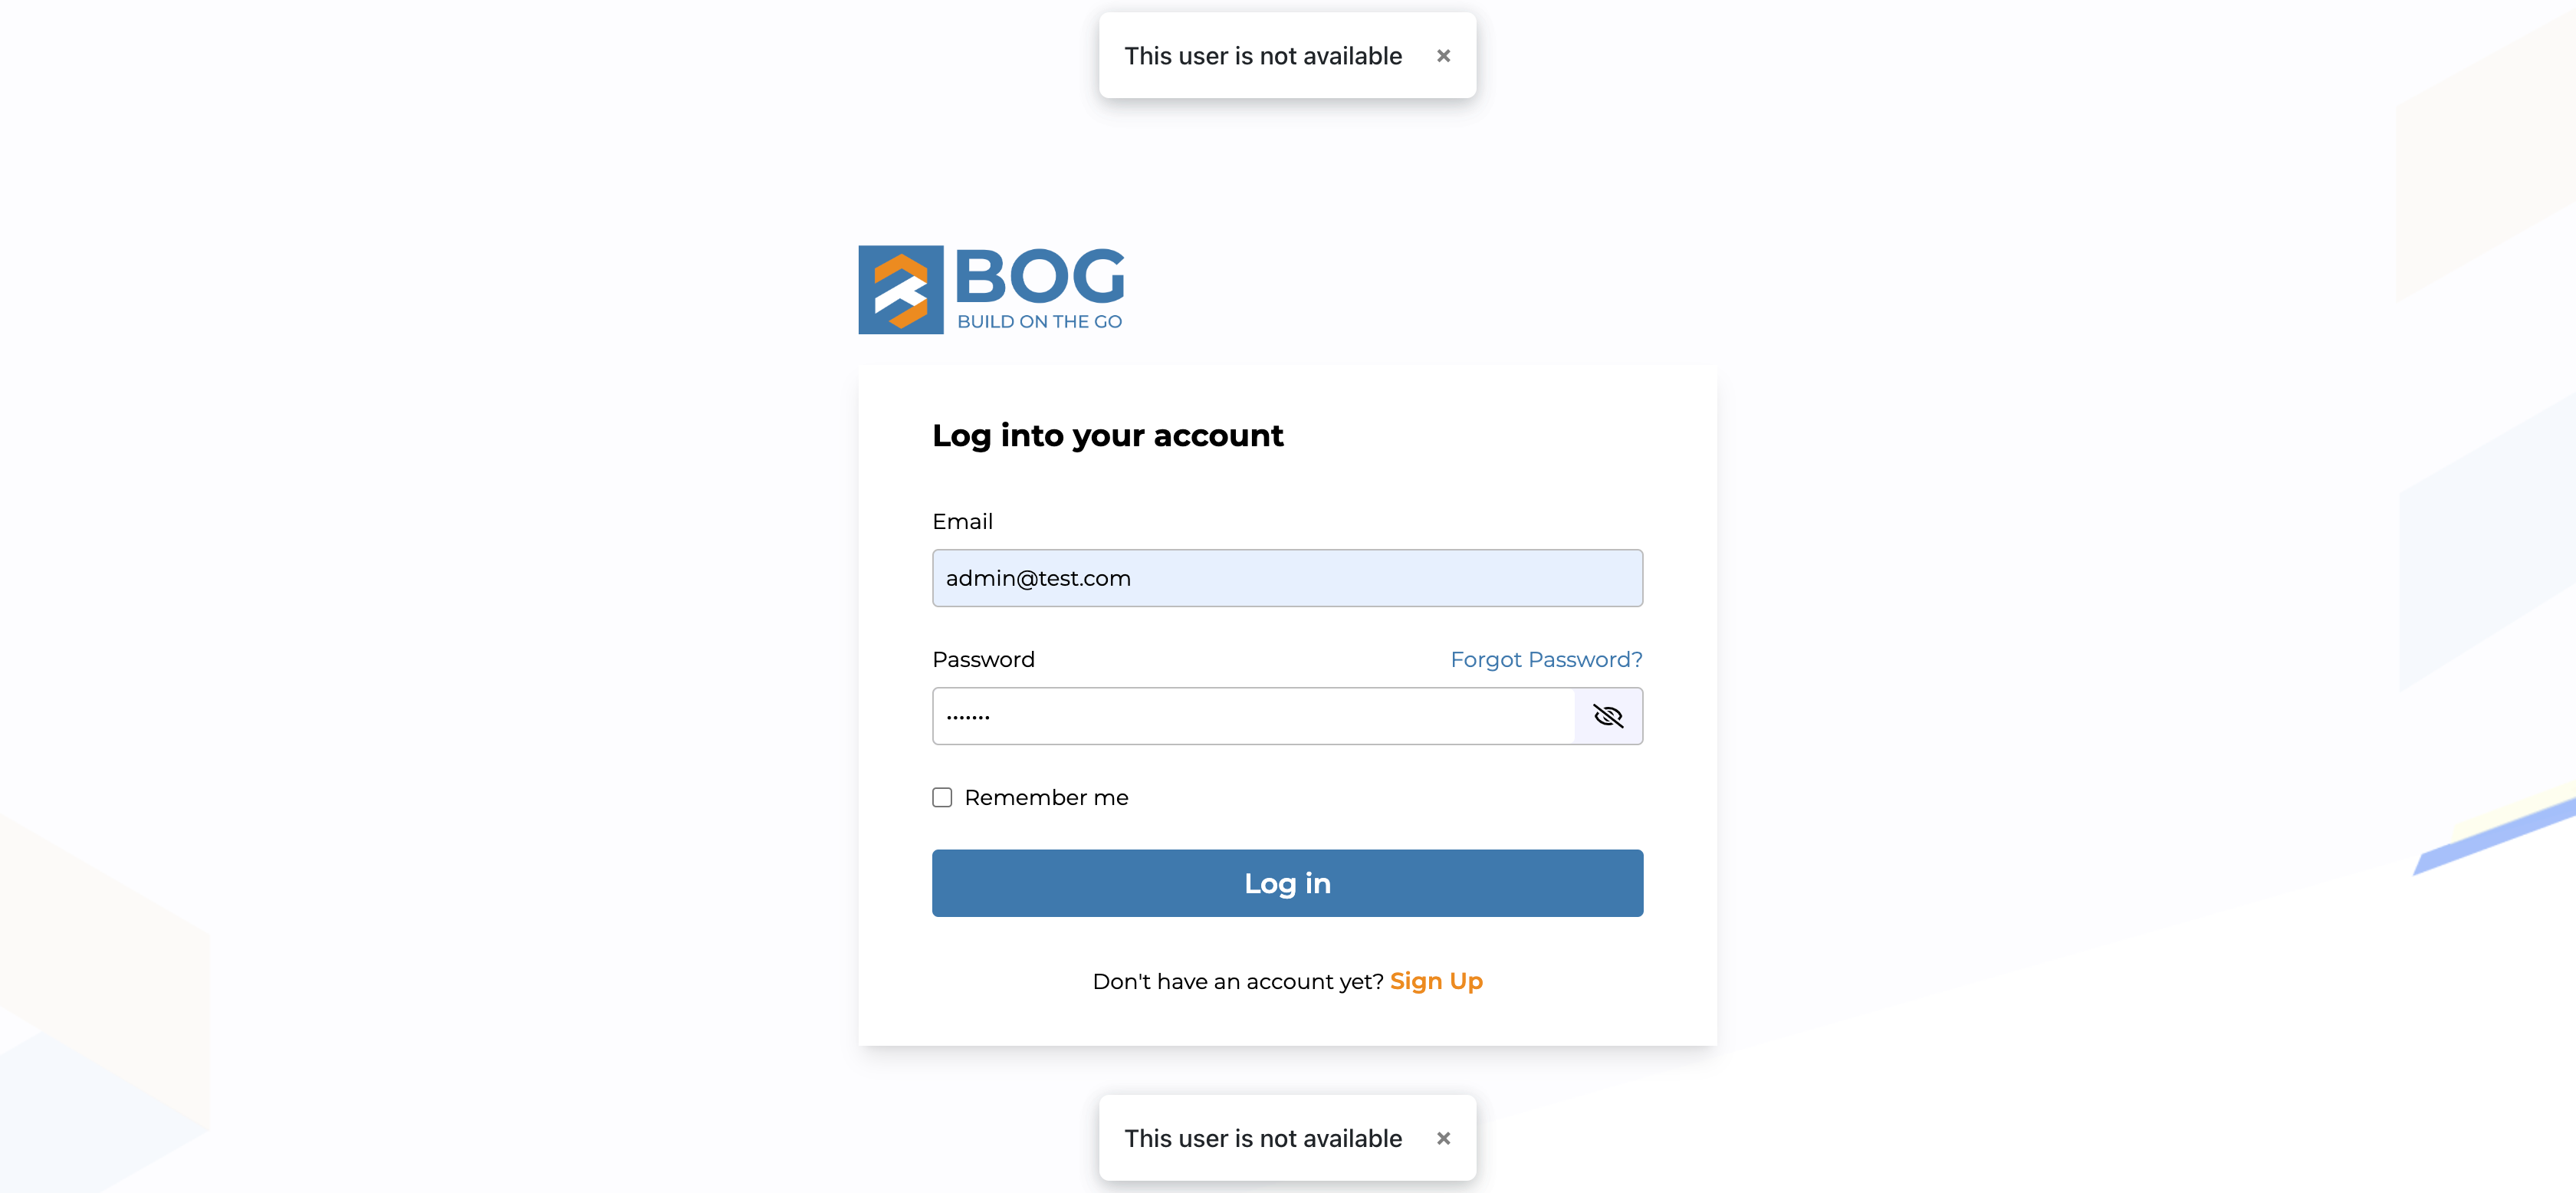 This user is not available ×
BOG
BUILD ON THE GO
Log into your account
Email
admin@test.com
Password Forgot Password?
•••••••
Remember me
Log in
Don't have an account yet? Sign Up
This user is not available ×